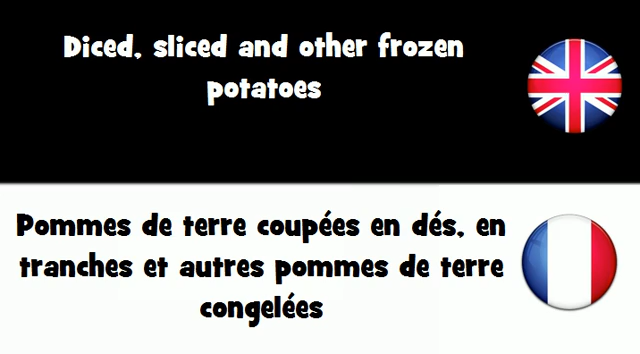 Diced, sliced and other frozen
potatoes
Pommes de terre coupées en dés, en
tranches et autres pommes de terre
congelées